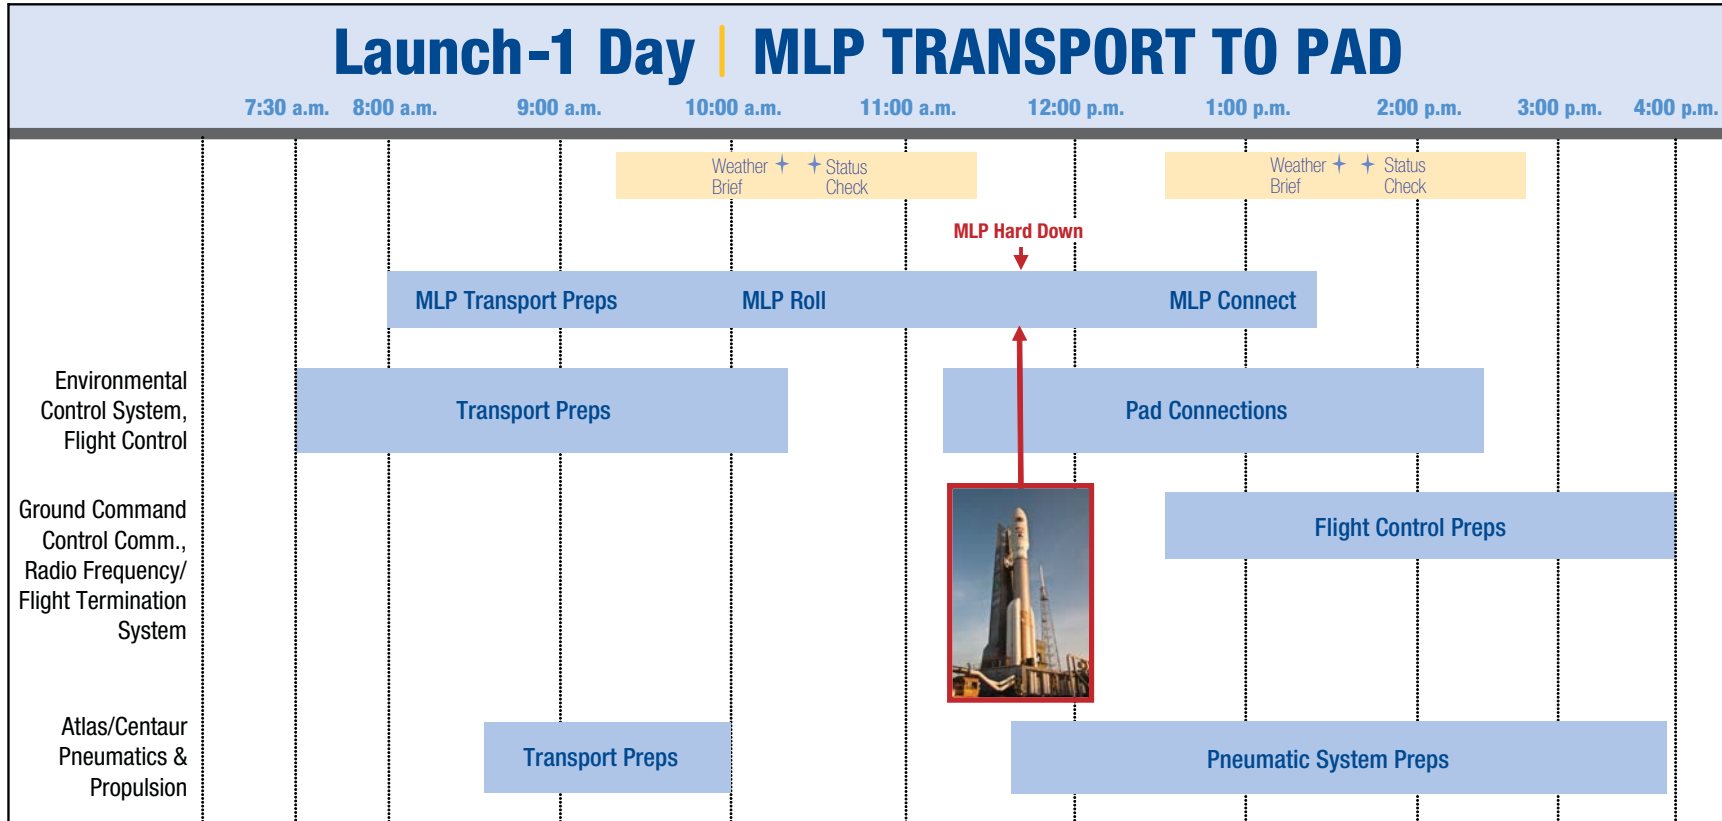 Launch-1 Day | MLP TRANSPORT TO PAD
7:30 a.m. 8:00 a.m. 9:00 a.m. 10:00 a.m. 11:00 a.m. 12:00 p.m. 1:00 p.m. 2:00 p.m. 3:00 p.m. 4:00 p.m.
Weather
Brief
Status
Check
Weather
Brief
Status
Check
MLP Hard Down
MLP Transport Preps MLP Roll MLP Connect
Environmental
Control System,
Flight Control
Transport Preps Pad Connections
Ground Command
Control Comm.,
Radio Frequency/
Flight Termination
System
Flight Control Preps
Atlas/Centaur
Pneumatics &
Propulsion
Transport Preps Pneumatic System Preps